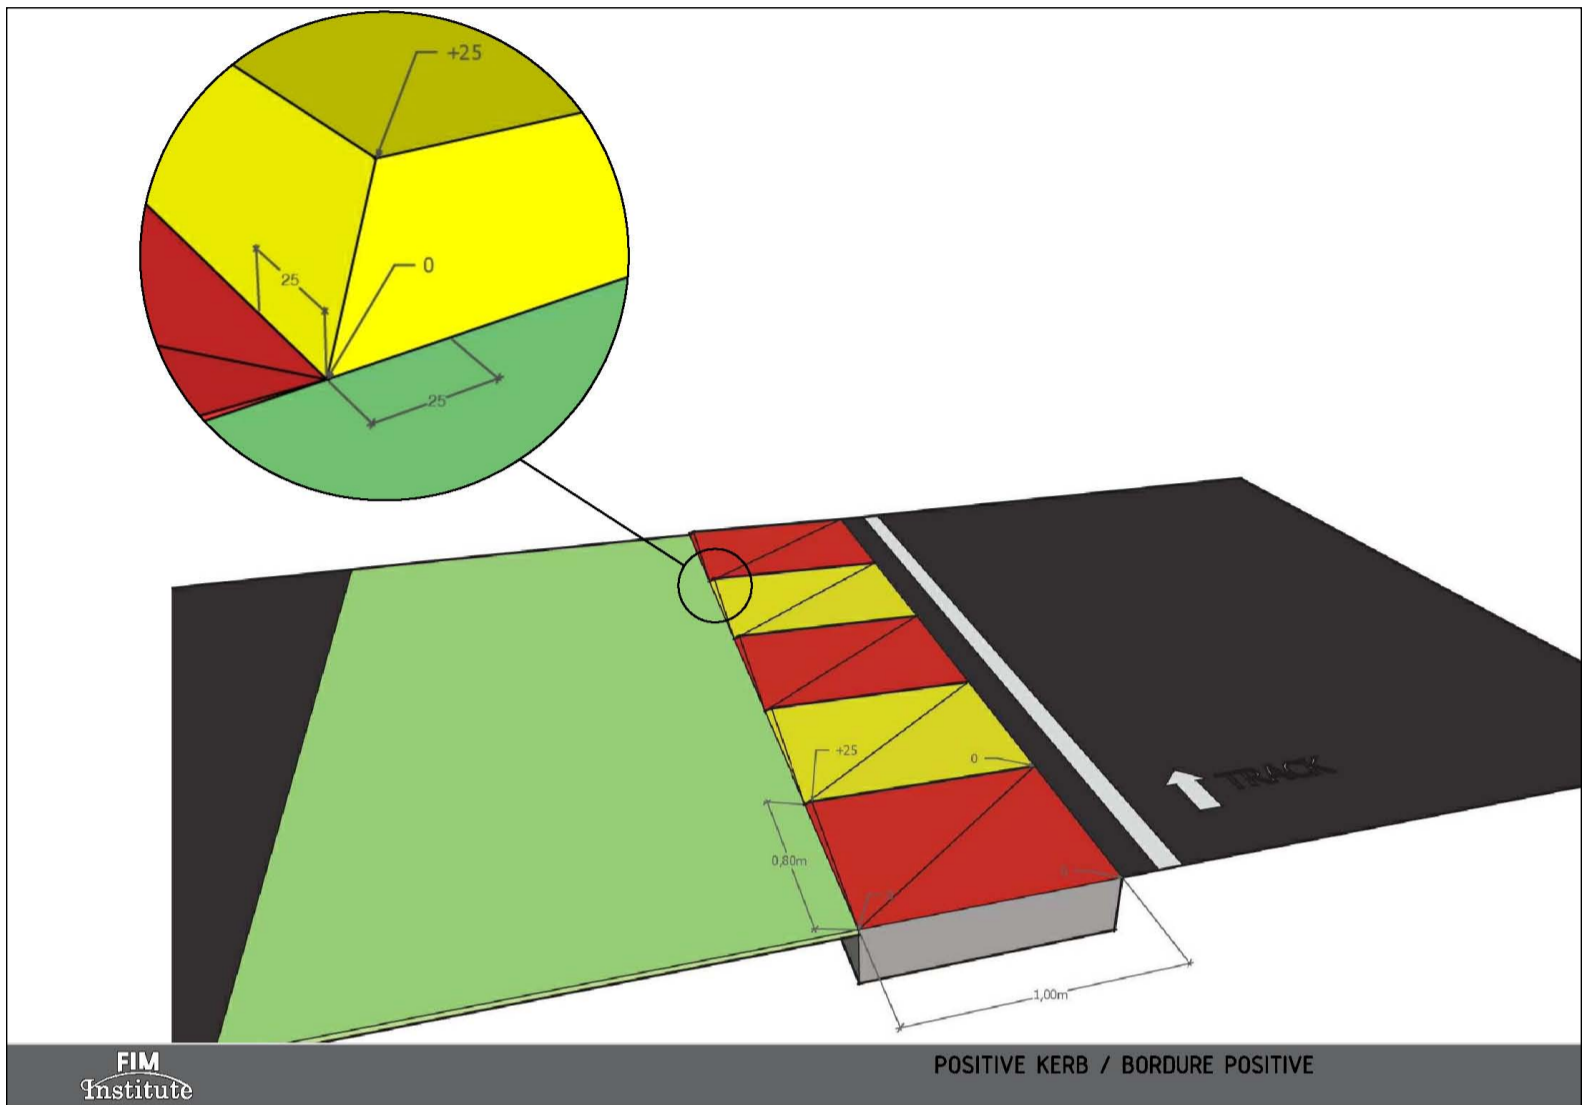 +25
0
25
25
+25
0
0,80m
1,00m
TRACK
FIM
Institute
POSITIVE KERB / BORDURE POSITIVE